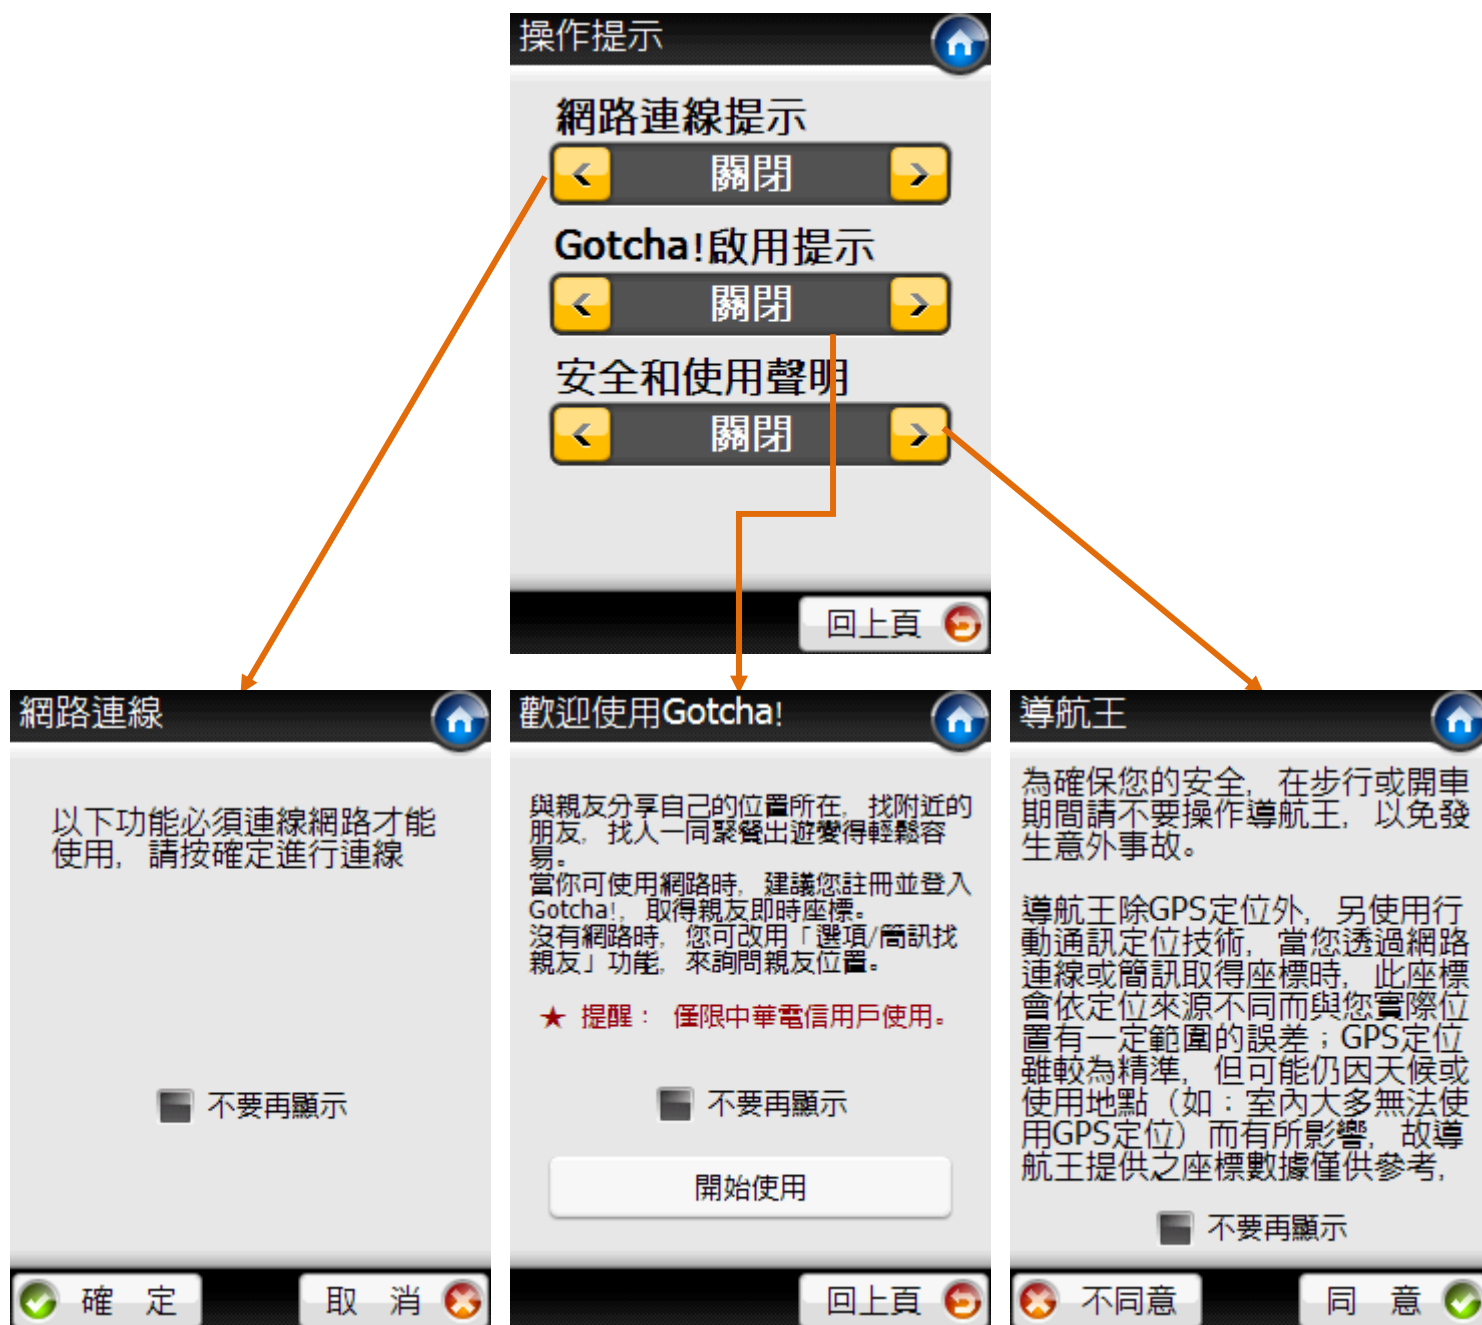 操作提示
網路連線提示
關閉
Gotcha!啟用提示
關閉
安全和使用聲明
關閉
回上頁
網路連線
以下功能必須連線網路才能
使用，請按確定進行連線
不要再顯示
確 定
取 消
歡迎使用Gotcha!
與親友分享自己的位置所在，找附近的
朋友，找人一同聚餐出遊變得輕鬆容
易。
當你可使用網路時，建議您註冊並登入
Gotcha!，取得親友即時座標。
沒有網路時，您可改用「選項/簡訊找
親友」功能，來詢問親友位置。
★ 提醒： 僅限中華電信用戶使用。
不要再顯示
開始使用
回上頁
導航王
為確保您的安全，在步行或開車
期間請不要操作導航王，以免發
生意外事故。
導航王除GPS定位外，另使用行
動通訊定位技術，當您透過網路
連線或簡訊取得座標時，此座標
會依定位來源不同而與您實際位
置有一定範圍的誤差；GPS定位
雖較為精準，但可能仍因天候或
使用地點（如：室內大多無法使
用GPS定位）而有所影響，故導
航王提供之座標數據僅供參考，
不要再顯示
不同意
同 意